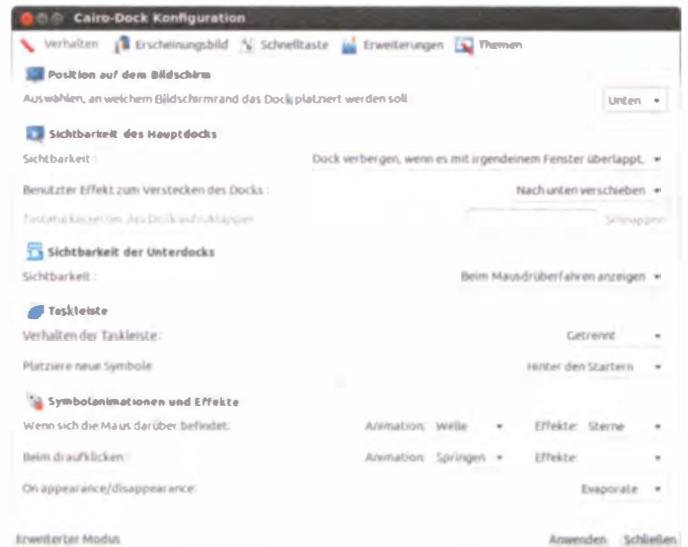 Cairo-Dock Konfiguration
Verhalten Erscheinungsbild Schnelltaste Erweiterungen Themen
Position auf dem Bildschirm
Auswählen, an welchem Bildschirmrand das Dock platziert werden soll Unten
Sichtbarkeit des Hauptdocks
Sichtbarkeit : Dock verbergen, wenn es mit irgendeinem Fenster überlappt.
Benutzter Effekt zum Verstecken des Docks : Nach unten verschieben
Schnappen
Sichtbarkeit der Unterdocks
Sichtbarkeit : Beim Mausdrüberfahren anzeigen
Taskleiste
Verhalten der Taskleiste: Getrennt
Platziere neue Symbole Hinter den Startern
Symbolanimationen und Effekte
Wenn sich die Maus darüber befindet: Animation: Welle Effekte: Sterne
Beim draufklicken: Animation: Springen Effekte:
On appearance/disappearance: Evaporate
Erweiterter Modus Anwenden Schließen